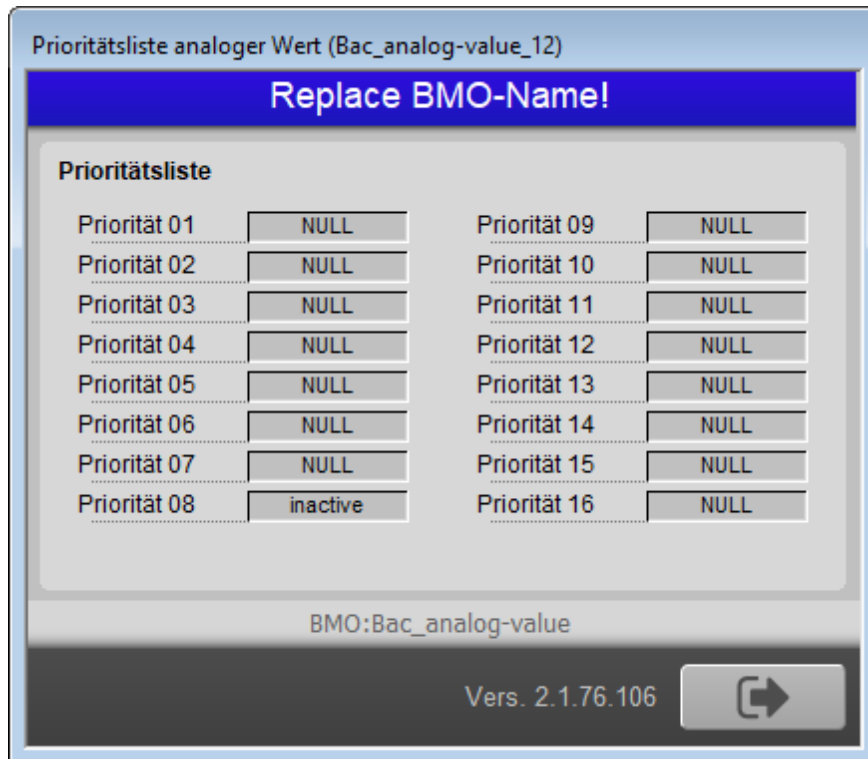 Prioritätsliste analoger Wert (Bac_analog-value_12)
Replace BMO-Name!
Prioritätsliste
Priorität 01 NULL Priorität 09 NULL
Priorität 02 NULL Priorität 10 NULL
Priorität 03 NULL Priorität 11 NULL
Priorität 04 NULL Priorität 12 NULL
Priorität 05 NULL Priorität 13 NULL
Priorität 06 NULL Priorität 14 NULL
Priorität 07 NULL Priorität 15 NULL
Priorität 08 inactive Priorität 16 NULL
BMO:Bac_analog-value
Vers. 2.1.76.106